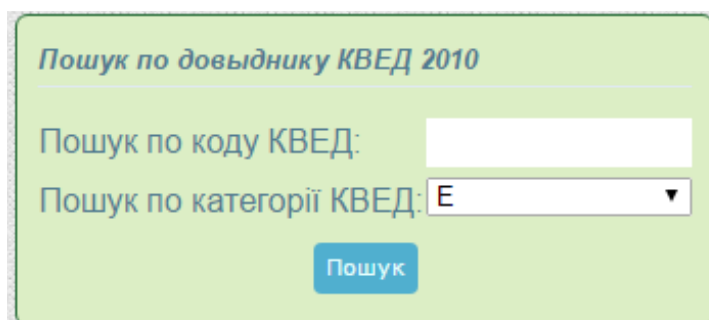 Пошук по довыднику КВЕД 2010
Пошук по коду КВЕД:
Пошук по категорії КВЕД: E
Пошук